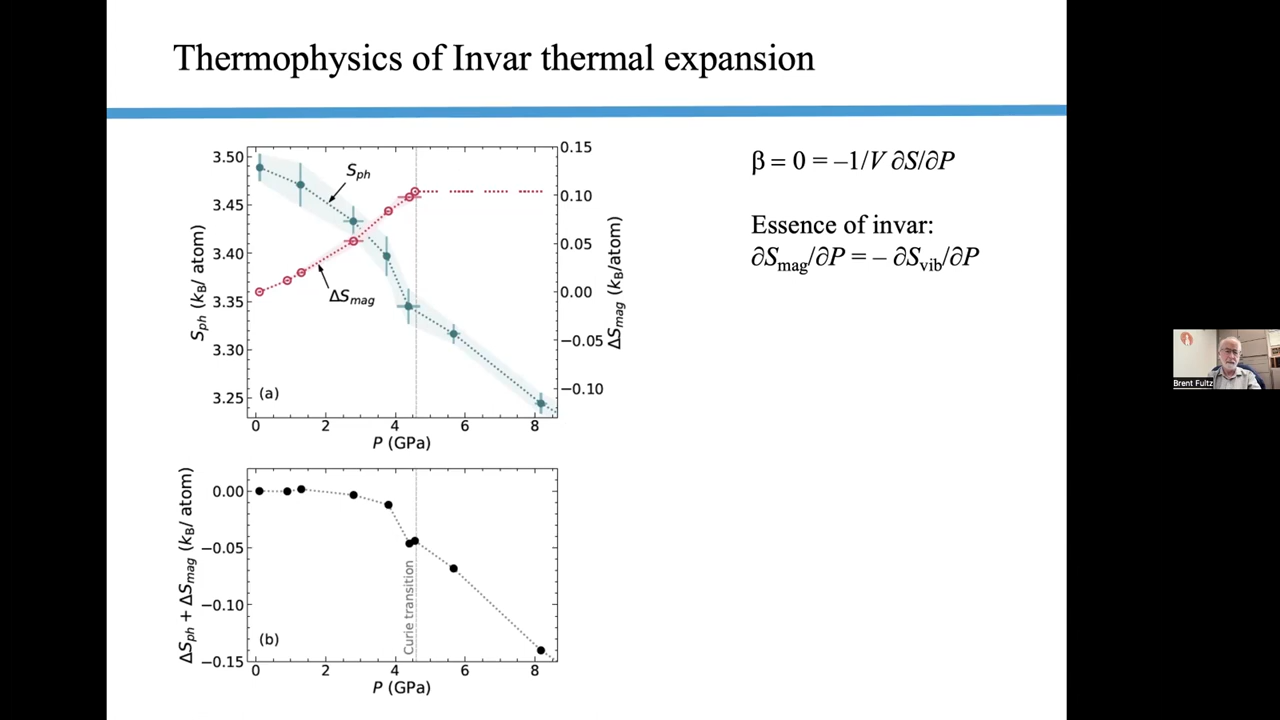 Thermophysics of Invar thermal expansion
3.50
3.45
3.40
3.35
3.30
3.25
S_ph (k_B/ atom)
0.15
0.10
0.05
0.00
−0.05
−0.10
ΔS_mag (k_B/atom)
S_ph
ΔS_mag
(a)
0 2 4 6 8
P (GPa)
0.00
−0.05
−0.10
−0.15
ΔS_ph + ΔS_mag (k_B/ atom)
Curie transition
(b)
0 2 4 6 8
P (GPa)
β = 0 = –1/V ∂S/∂P
Essence of invar:
∂S_mag/∂P = – ∂S_vib/∂P
Brent Fultz